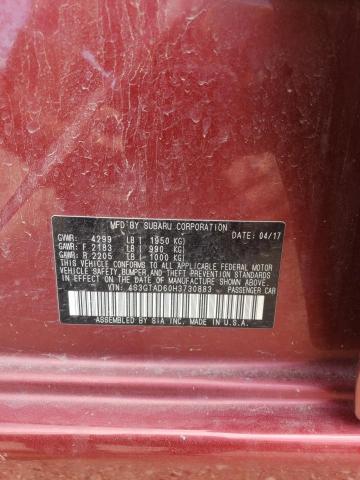 MFD BY SUBARU CORPORATION DATE: 04/17
GVWR: 4299 LB ( 1950 KG)
GAWR: F 2183 LB ( 990 KG)
GAWR: R 2205 LB ( 1000 KG)
THIS VEHICLE CONFORMS TO ALL APPLICABLE FEDERAL MOTOR
VEHICLE SAFETY, BUMPER, AND THEFT PREVENTION STANDARDS
IN EFFECT ON THE DATE OF MANUFACTURE SHOWN ABOVE.
VIN: 4S3GTAD60H3730883 PASSENGER CAR
ASSEMBLED BY SIA INC. IN U.S.A.